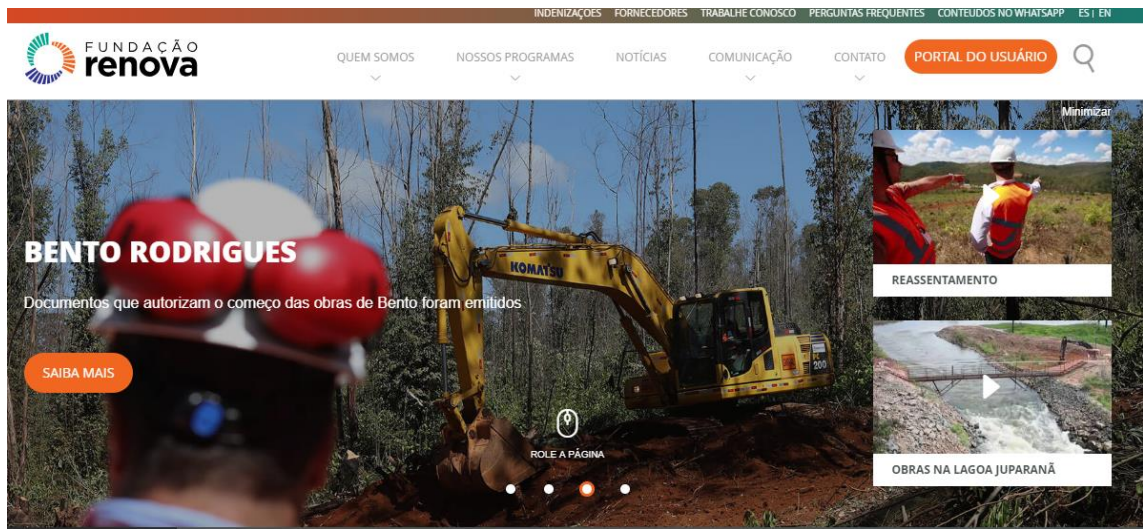 INDENIZAÇÕES FORNECEDORES TRABALHE CONOSCO PERGUNTAS FREQUENTES CONTEÚDOS NO WHATSAPP ES | EN
FUNDAÇÃO
renova
QUEM SOMOS NOSSOS PROGRAMAS NOTÍCIAS COMUNICAÇÃO CONTATO PORTAL DO USUÁRIO
Minimizar
BENTO RODRIGUES
Documentos que autorizam o começo das obras de Bento foram emitidos
SAIBA MAIS
KOMATSU
200
ROLE A PÁGINA
REASSENTAMENTO
OBRAS NA LAGOA JUPARANÃ